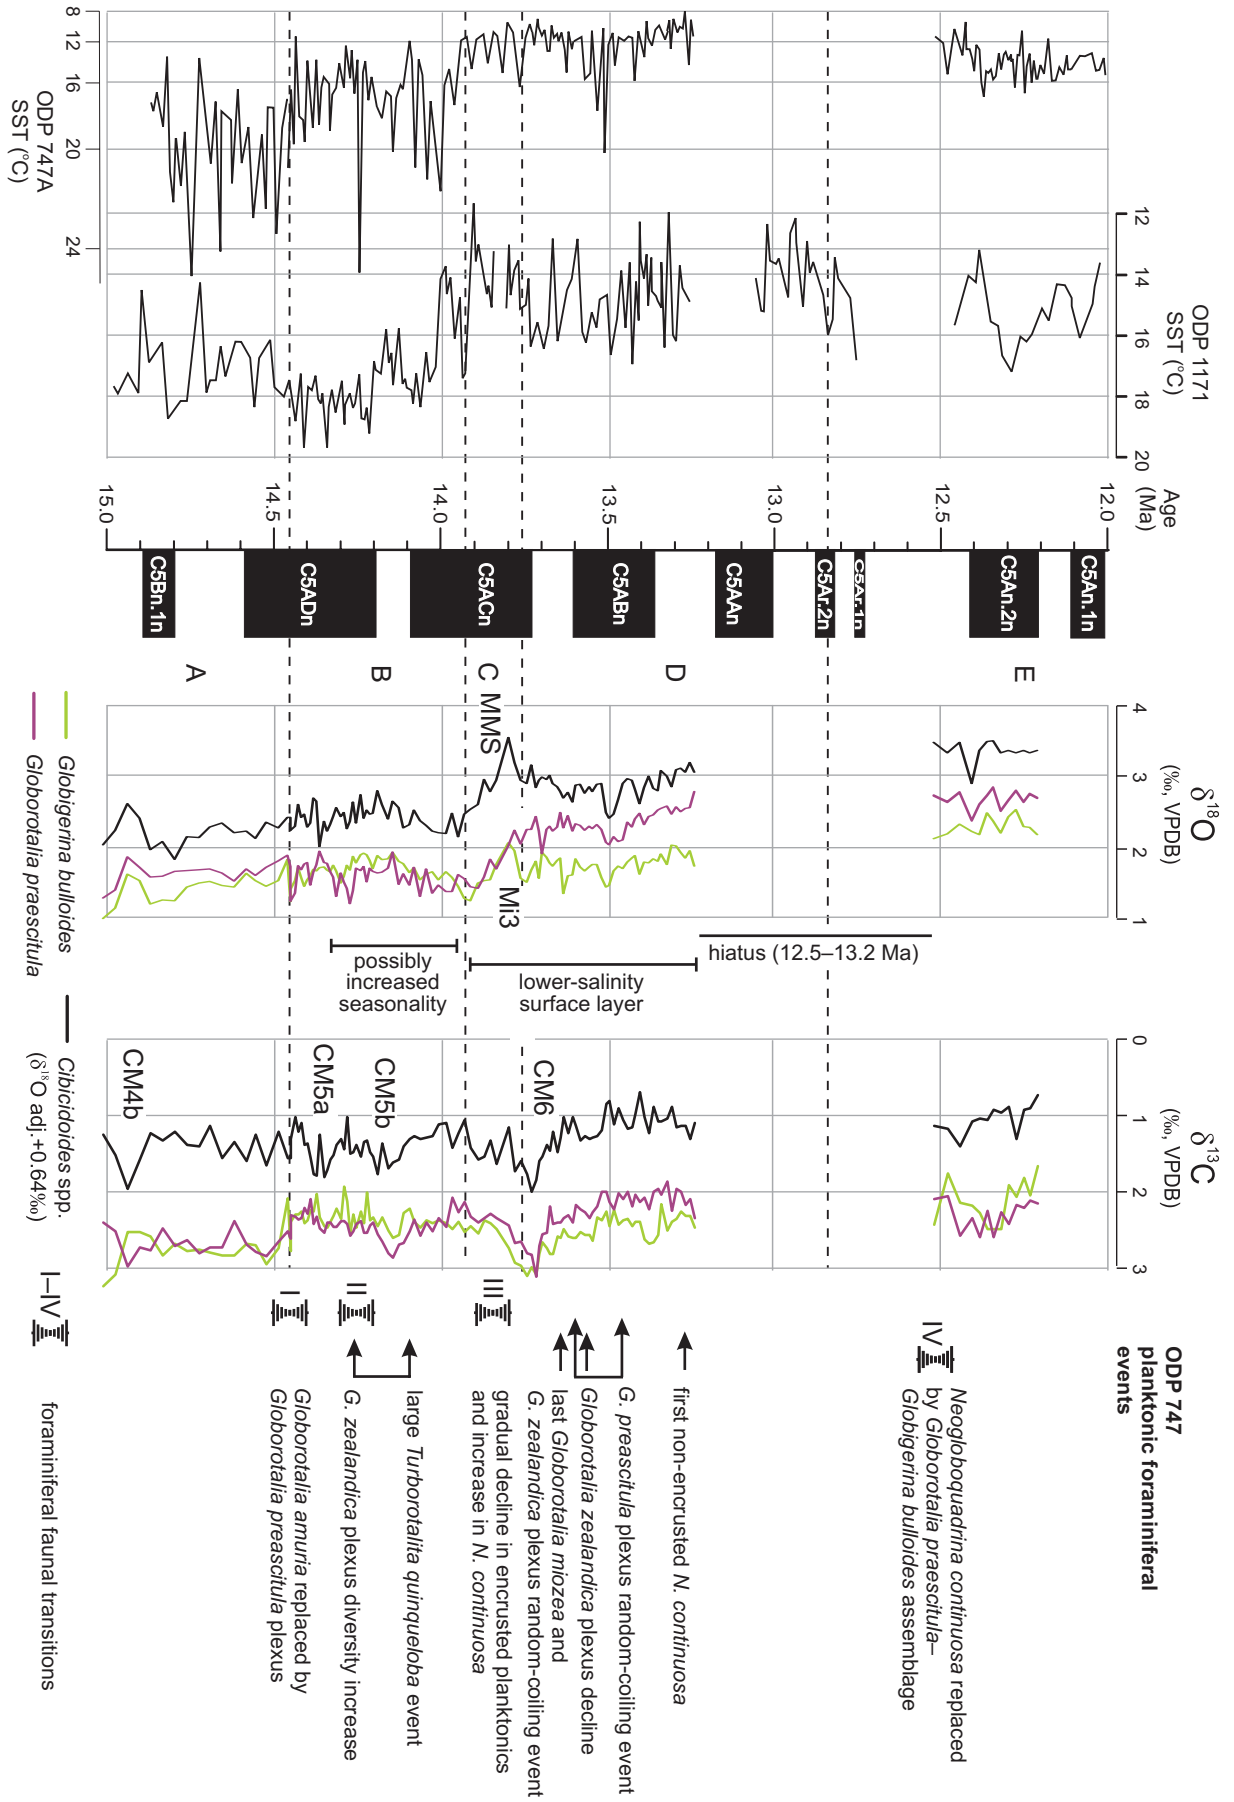 ODP 747A
SST (°C)
8
12
16
20
24
ODP 1171
SST (°C)
12
14
16
18
20
Age
(Ma)
15.0
14.5
14.0
13.5
13.0
12.5
12.0
C5Bn.1n
C5ADn
C5ACn
C5ABn
C5AAn
C5Ar.2n
C5Ar.1n
C5An.2n
C5An.1n
A
B
C
D
E
δ18O
(‰, VPDB)
4
3
2
1
MMS
Mi3
possibly
increased
seasonality
lower-salinity
surface layer
hiatus (12.5–13.2 Ma)
δ13C
(‰, VPDB)
0
1
2
3
CM4b
CM5a
CM5b
CM6
Globigerina bulloides
Globorotalia praescitula
Cibicidoides spp.
(δ18O adj.+0.64‰)
I–IV
foraminiferal faunal transitions
ODP 747
planktonic foraminiferal
events
I
II
III
IV
Neogloboquadrina continuosa replaced
by Globorotalia praescitula–
Globigerina bulloides assemblage
first non-encrusted N. continuosa
G. preascitula plexus random-coiling event
Globorotalia zealandica plexus decline
last Globorotalia miozea and
G. zealandica plexus random-coiling event
gradual decline in encrusted planktonics
and increase in N. continuosa
large Turborotalita quinqueloba event
G. zealandica plexus diversity increase
Globorotalia amuria replaced by
Globorotalia preascitula plexus